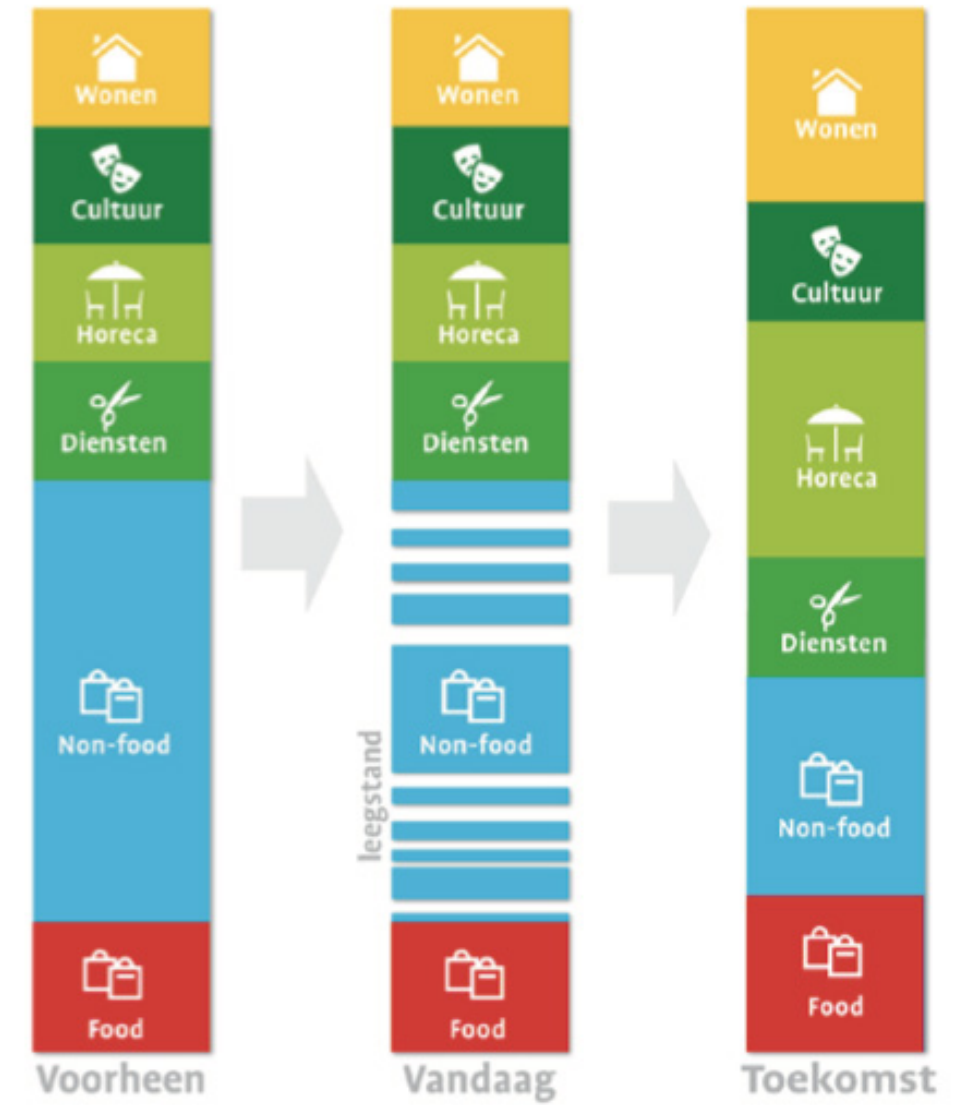 Wonen
Cultuur
Horeca
Diensten
Non-food
Food
Voorheen
Wonen
Cultuur
Horeca
Diensten
Non-food
leegstand
Food
Vandaag
Wonen
Cultuur
Horeca
Diensten
Non-food
Food
Toekomst